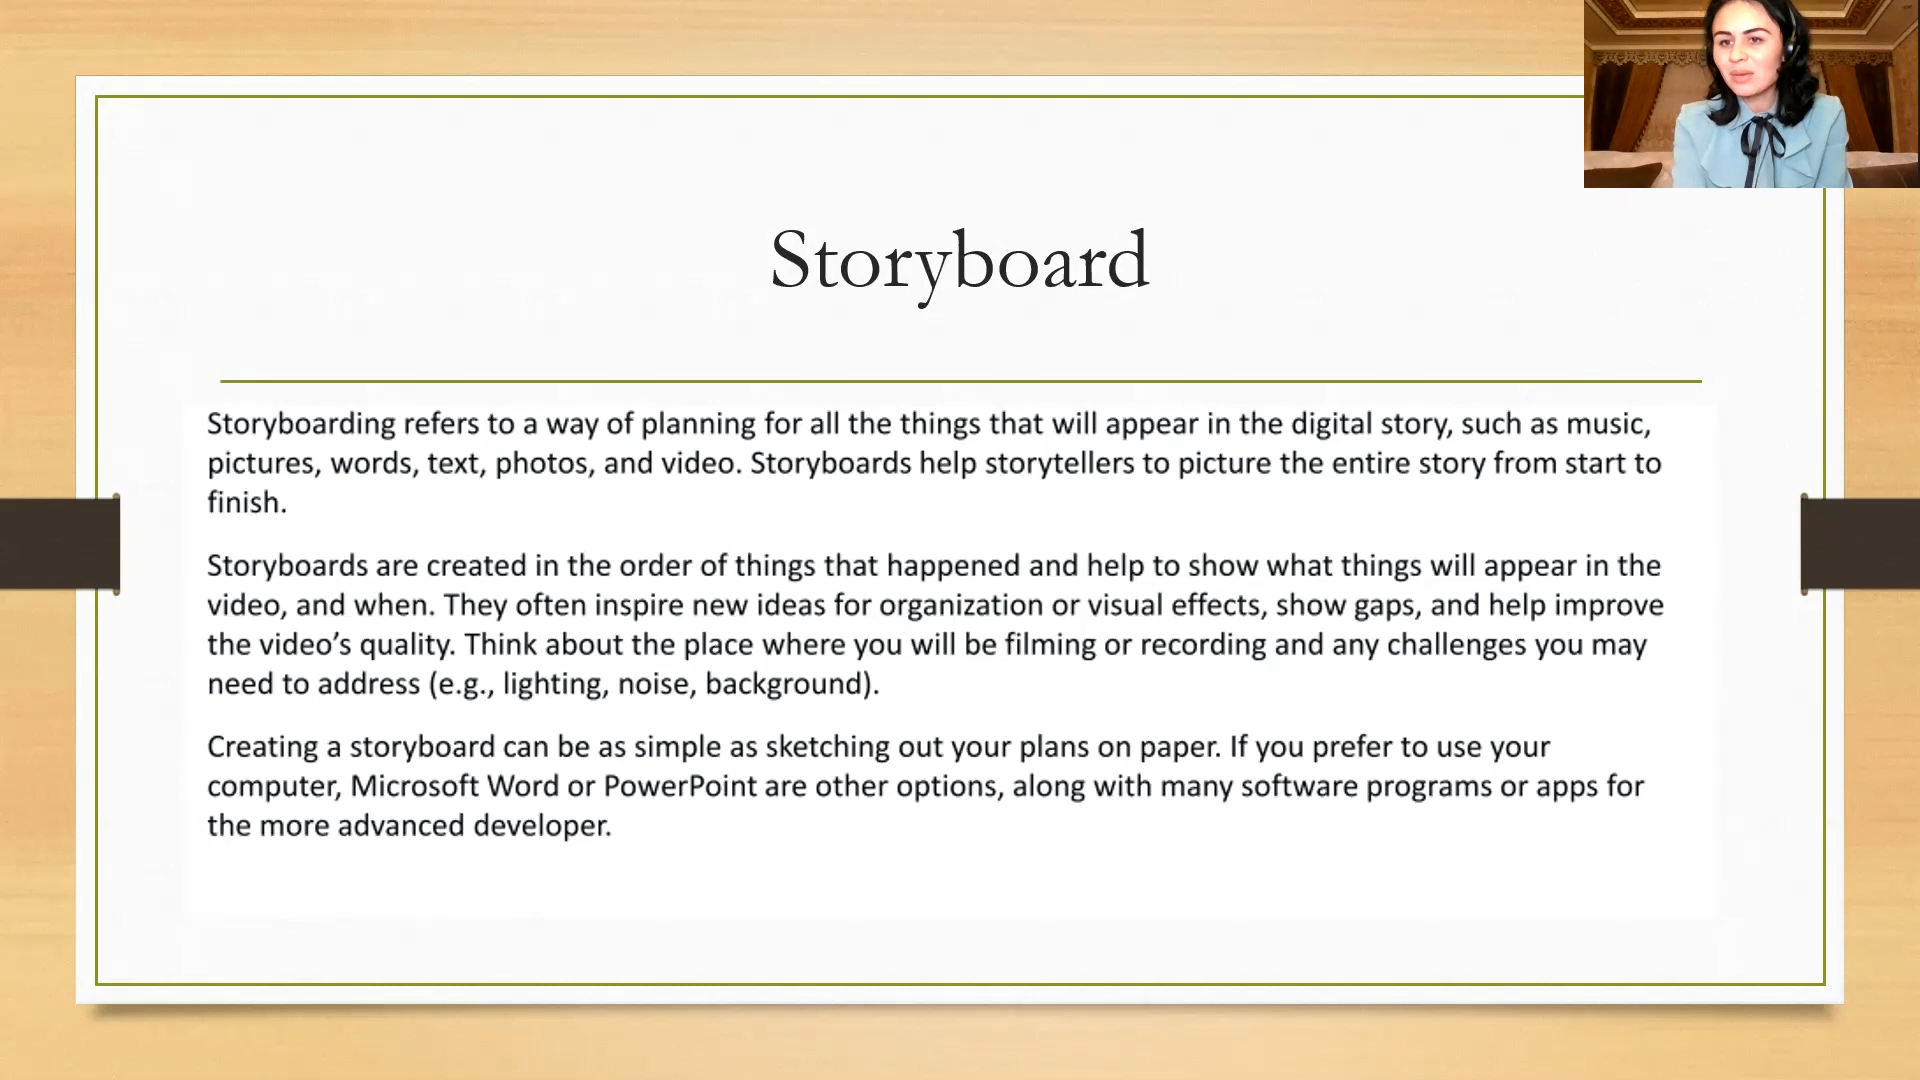 Storyboard
Storyboarding refers to a way of planning for all the things that will appear in the digital story, such as music,
pictures, words, text, photos, and video. Storyboards help storytellers to picture the entire story from start to
finish.
Storyboards are created in the order of things that happened and help to show what things will appear in the
video, and when. They often inspire new ideas for organization or visual effects, show gaps, and help improve
the video’s quality. Think about the place where you will be filming or recording and any challenges you may
need to address (e.g., lighting, noise, background).
Creating a storyboard can be as simple as sketching out your plans on paper. If you prefer to use your
computer, Microsoft Word or PowerPoint are other options, along with many software programs or apps for
the more advanced developer.